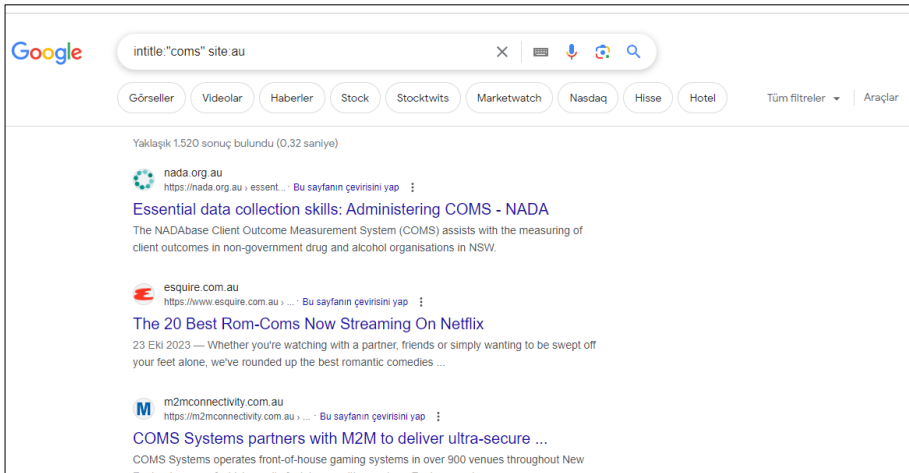 Google
intitle:"coms" site:au
Görseller
Videolar
Haberler
Stock
Stocktwits
Marketwatch
Nasdaq
Hisse
Hotel
Tüm filtreler
Araçlar
Yaklaşık 1.520 sonuç bulundu (0,32 saniye)
nada.org.au
https://nada.org.au › essent... · Bu sayfanın çevirisini yap
Essential data collection skills: Administering COMS - NADA
The NADAbase Client Outcome Measurement System (COMS) assists with the measuring of
client outcomes in non-government drug and alcohol organisations in NSW.
esquire.com.au
https://www.esquire.com.au › ... · Bu sayfanın çevirisini yap
The 20 Best Rom-Coms Now Streaming On Netflix
23 Eki 2023 — Whether you're watching with a partner, friends or simply wanting to be swept off
your feet alone, we've rounded up the best romantic comedies ...
M
m2mconnectivity.com.au
https://m2mconnectivity.com.au › ... · Bu sayfanın çevirisini yap
COMS Systems partners with M2M to deliver ultra-secure ...
COMS Systems operates front-of-house gaming systems in over 900 venues throughout New